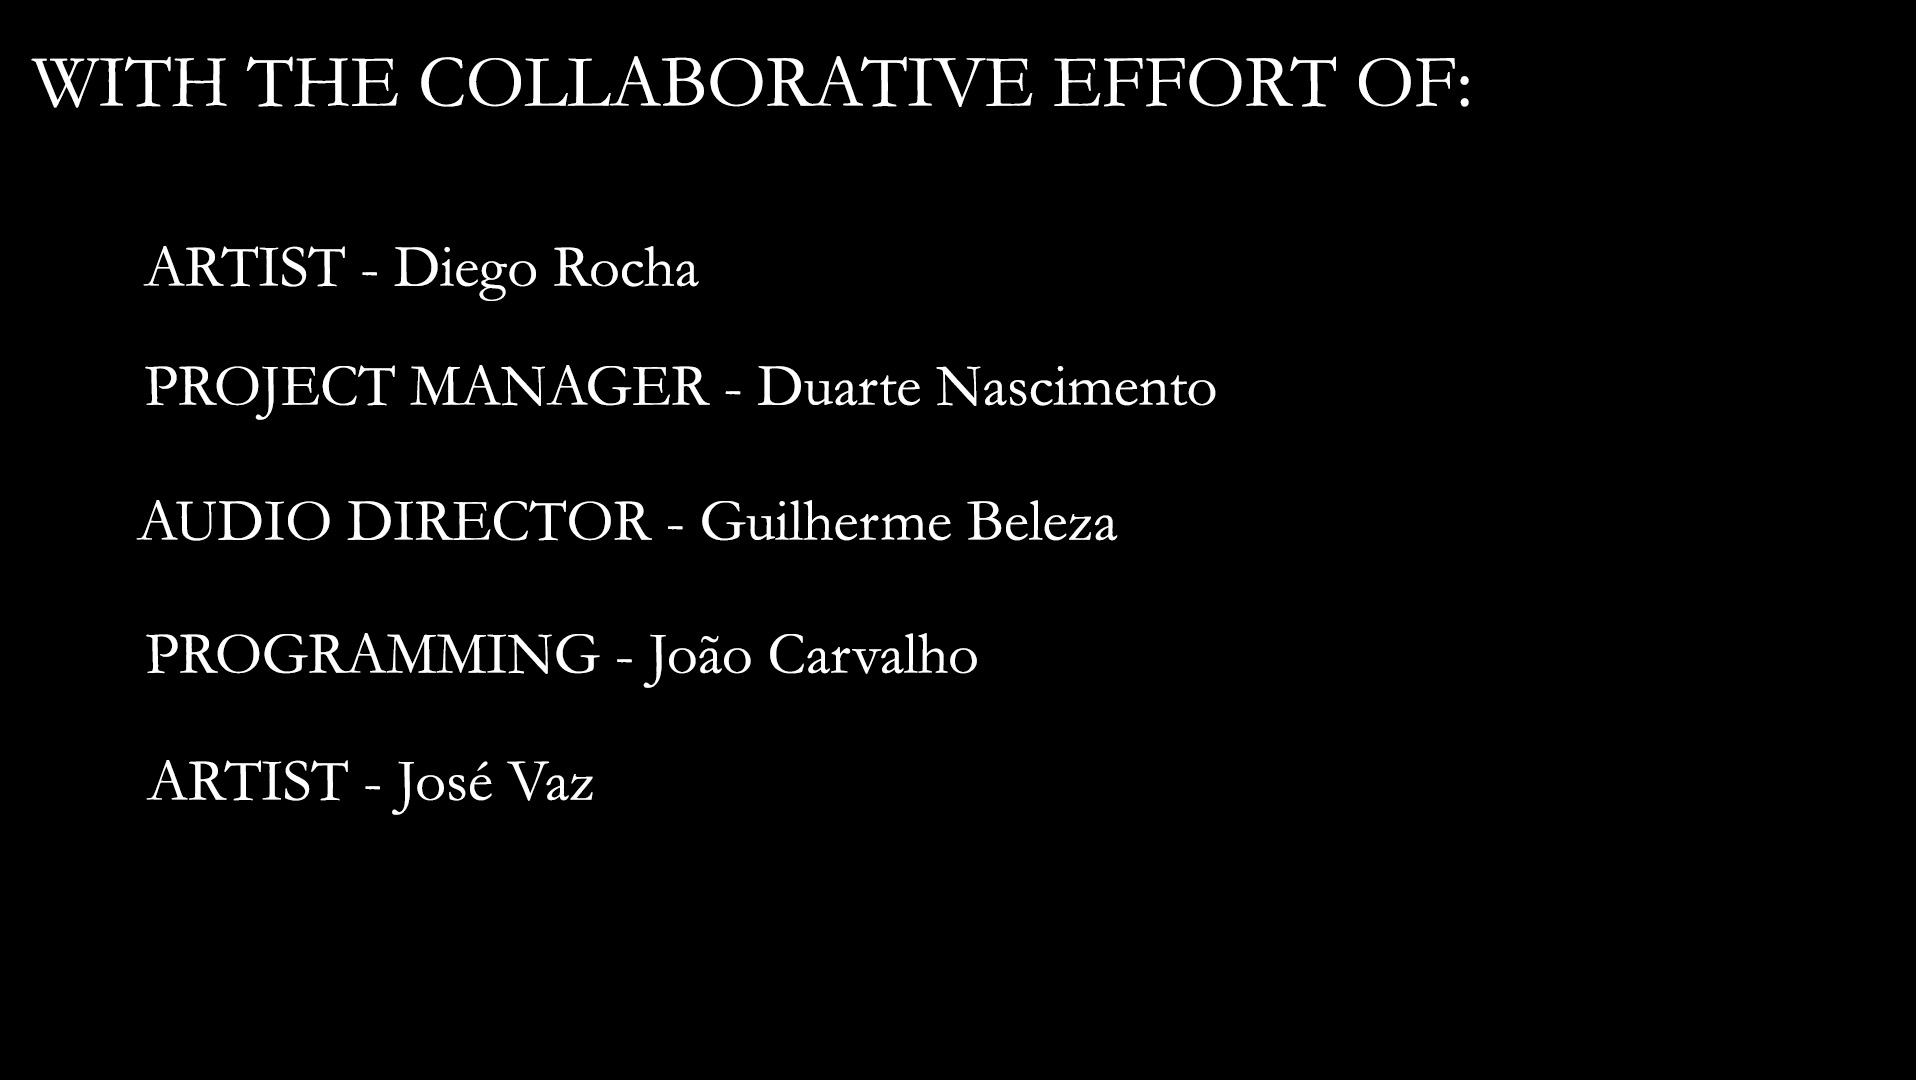 WITH THE COLLABORATIVE EFFORT OF:
ARTIST - Diego Rocha
PROJECT MANAGER - Duarte Nascimento
AUDIO DIRECTOR - Guilherme Beleza
PROGRAMMING - João Carvalho
ARTIST - José Vaz